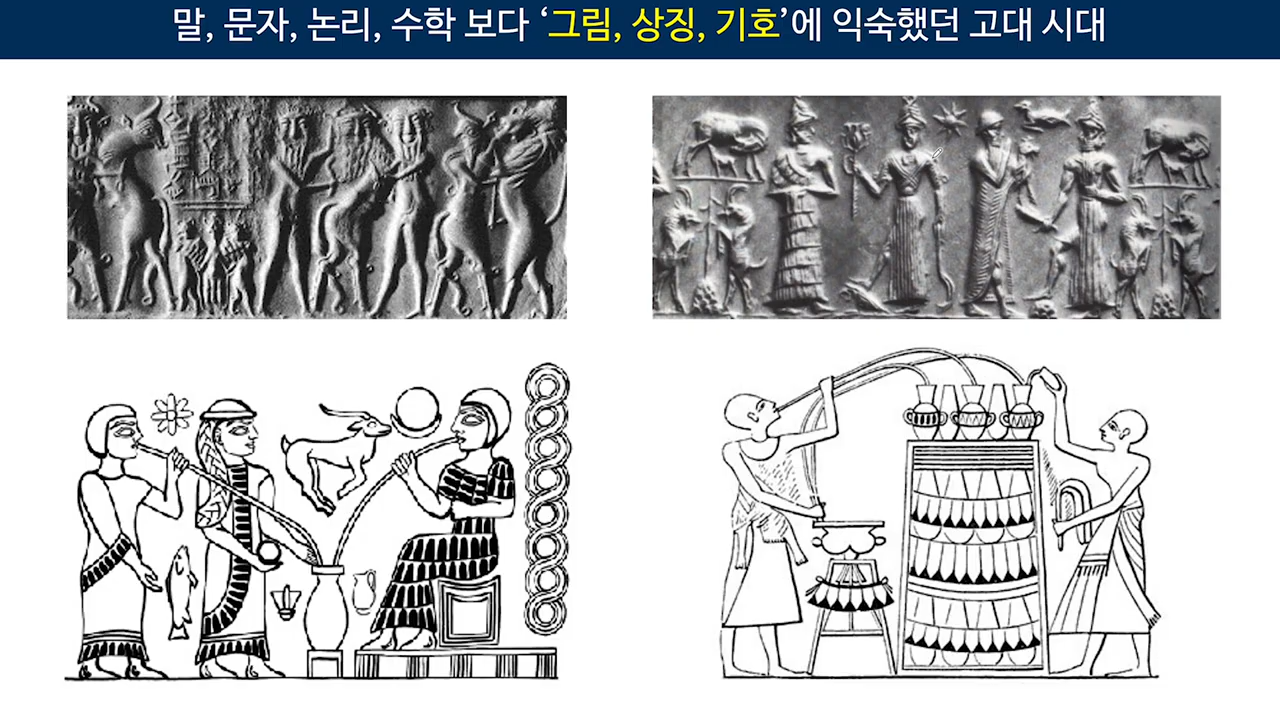 말, 문자, 논리, 수학 보다 ‘그림, 상징, 기호’에 익숙했던 고대 시대